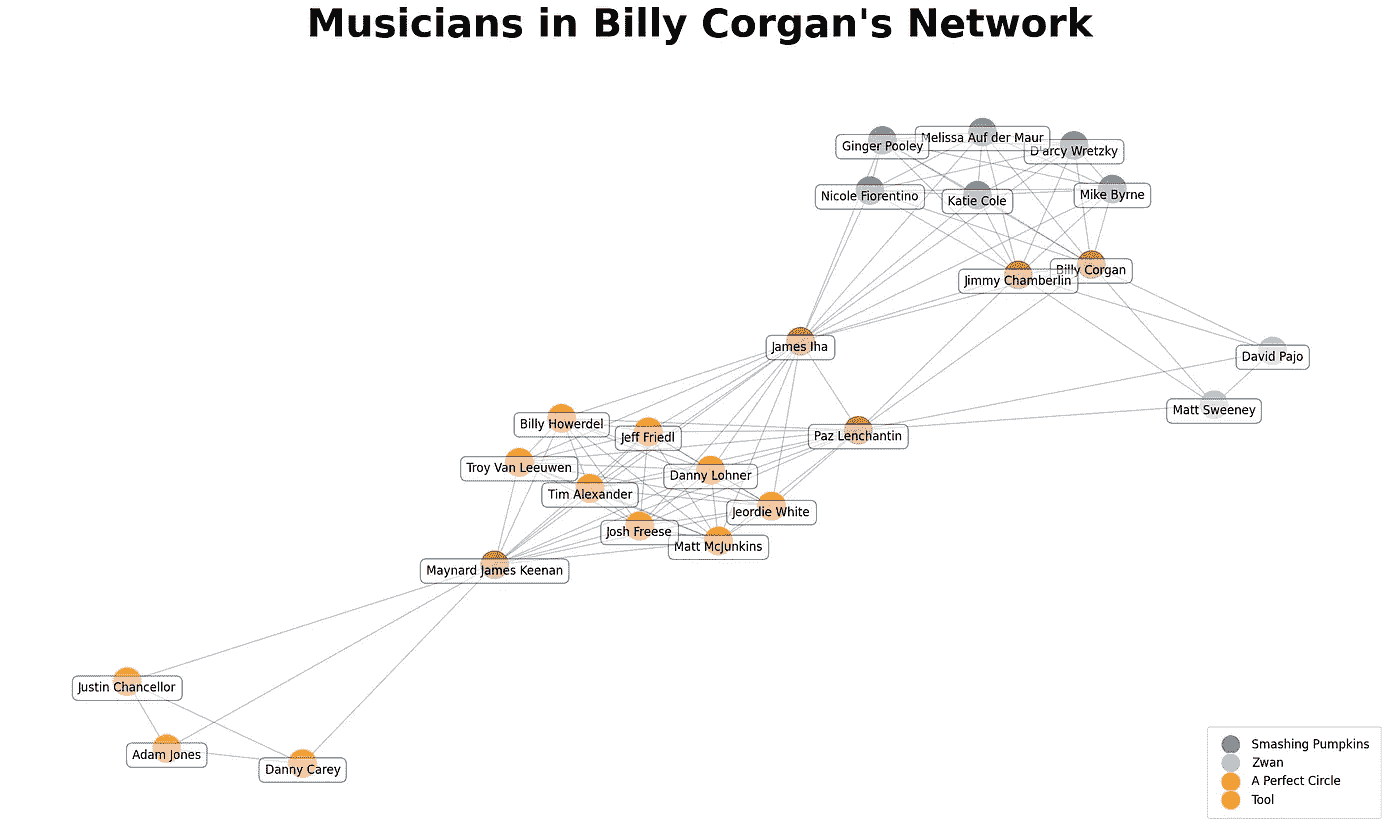 Musicians in Billy Corgan's Network
Melissa Auf der Maur
Ginger Pooley
D'arcy Wretzky
Nicole Fiorentino
Katie Cole
Mike Byrne
Billy Corgan
Jimmy Chamberlin
James Iha
David Pajo
Matt Sweeney
Billy Howerdel
Jeff Friedl
Paz Lenchantin
Troy Van Leeuwen
Danny Lohner
Tim Alexander
Jeordie White
Josh Freese
Matt McJunkins
Maynard James Keenan
Justin Chancellor
Adam Jones
Danny Carey
Smashing Pumpkins
Zwan
A Perfect Circle
Tool